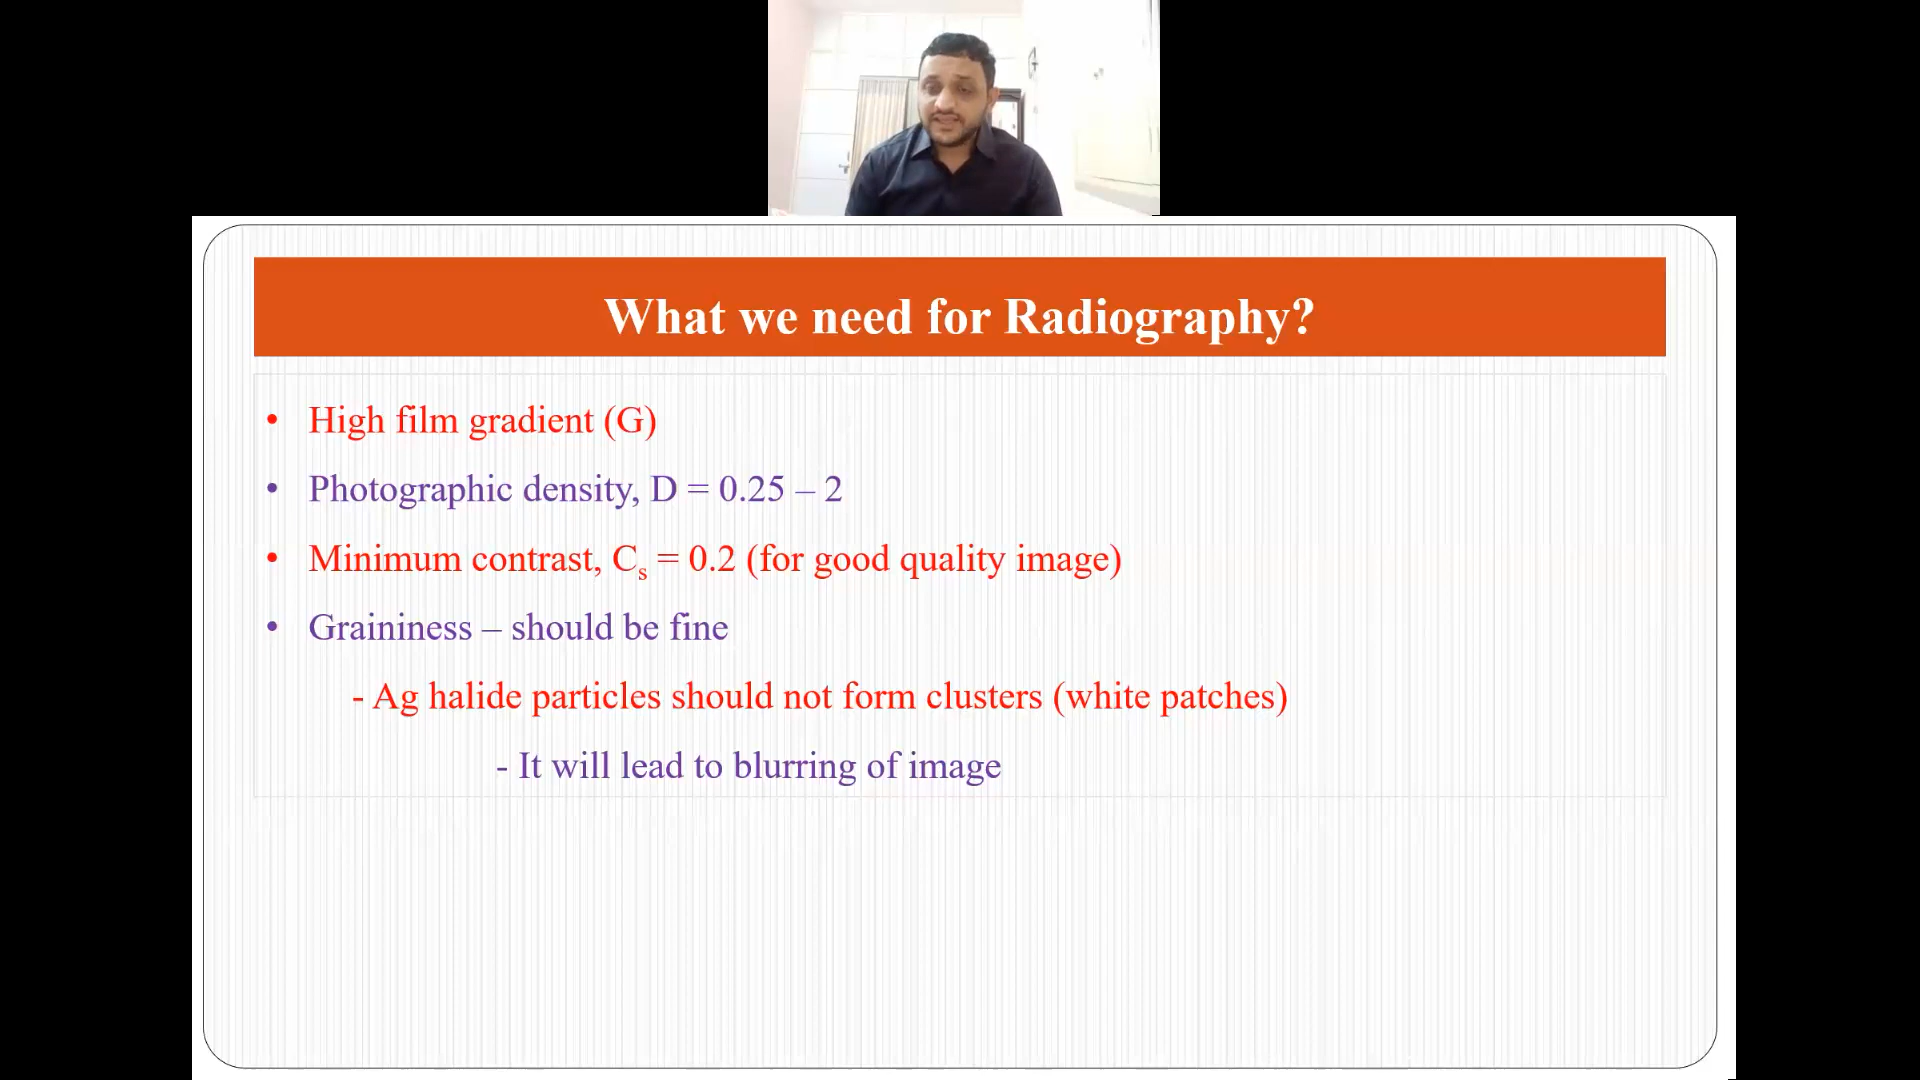 What we need for Radiography?
• High film gradient (G)
• Photographic density, D = 0.25 – 2
• Minimum contrast, Cs = 0.2 (for good quality image)
• Graininess – should be fine
- Ag halide particles should not form clusters (white patches)
- It will lead to blurring of image